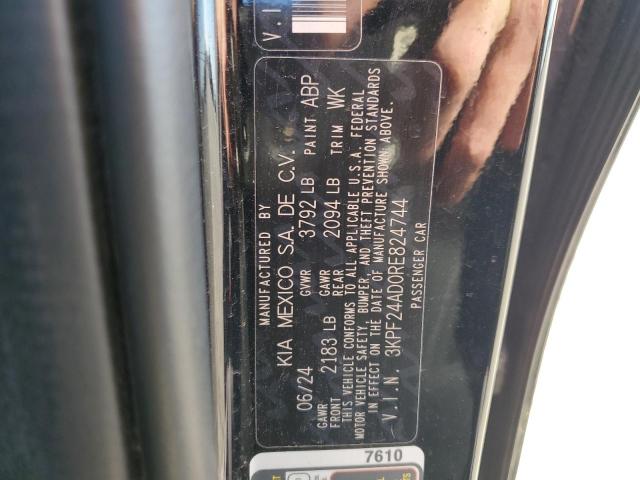 V.I
MANUFACTURED BY
KIA MEXICO S.A. DE C.V.
06/24 GVWR 3792 LB PAINT ABP
GAWR FRONT 2183 LB GAWR REAR 2094 LB TRIM WK
THIS VEHICLE CONFORMS TO ALL APPLICABLE U.S.A. FEDERAL
MOTOR VEHICLE SAFETY, BUMPER, AND THEFT PREVENTION STANDARDS
IN EFFECT ON THE DATE OF MANUFACTURE SHOWN ABOVE.
V.I.N. 3KPF24AD0RE824744
PASSENGER CAR
7610